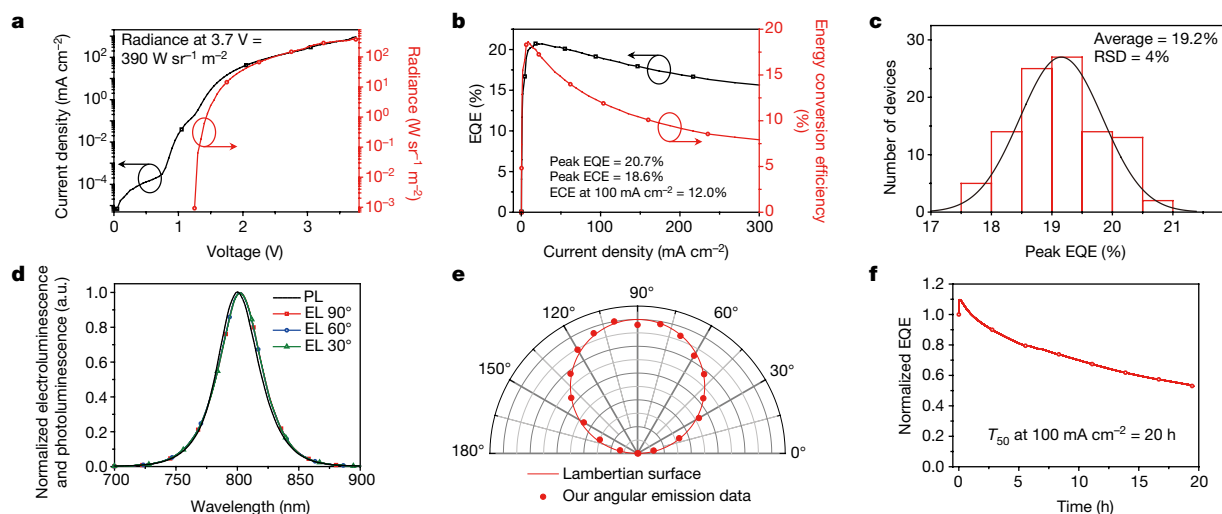 a
Radiance at 3.7 V =
390 W sr⁻¹ m⁻²
Current density (mA cm⁻²)
10²
10⁰
10⁻²
10⁻⁴
0
1
2
3
Voltage (V)
10²
10¹
10⁰
10⁻¹
10⁻²
10⁻³
Radiance (W sr⁻¹ m⁻²)
b
EQE (%)
20
15
10
5
0
Peak EQE = 20.7%
Peak ECE = 18.6%
ECE at 100 mA cm⁻² = 12.0%
0
100
200
300
Current density (mA cm⁻²)
20
15
10
5
0
Energy conversion efficiency
(%)
c
Average = 19.2%
RSD = 4%
Number of devices
30
20
10
0
17
18
19
20
21
Peak EQE (%)
d
Normalized electroluminescence
and photoluminescence (a.u.)
1.0
0.8
0.6
0.4
0.2
0.0
PL
EL 90°
EL 60°
EL 30°
700
750
800
850
900
Wavelength (nm)
e
90°
120°
60°
150°
30°
180°
0°
Lambertian surface
Our angular emission data
f
Normalized EQE
1.2
1.0
0.8
0.6
0.4
0.2
0
T₅₀ at 100 mA cm⁻² = 20 h
0
5
10
15
20
Time (h)